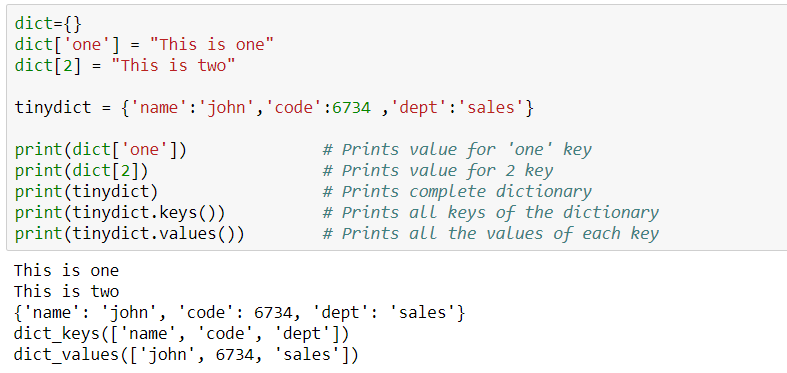 dict={}
dict['one'] = "This is one"
dict[2] = "This is two"
tinydict = {'name':'john','code':6734 ,'dept':'sales'}
print(dict['one'])             # Prints value for 'one' key
print(dict[2])                 # Prints value for 2 key
print(tinydict)                # Prints complete dictionary
print(tinydict.keys())         # Prints all keys of the dictionary
print(tinydict.values())       # Prints all the values of each key
This is one
This is two
{'name': 'john', 'code': 6734, 'dept': 'sales'}
dict_keys(['name', 'code', 'dept'])
dict_values(['john', 6734, 'sales'])